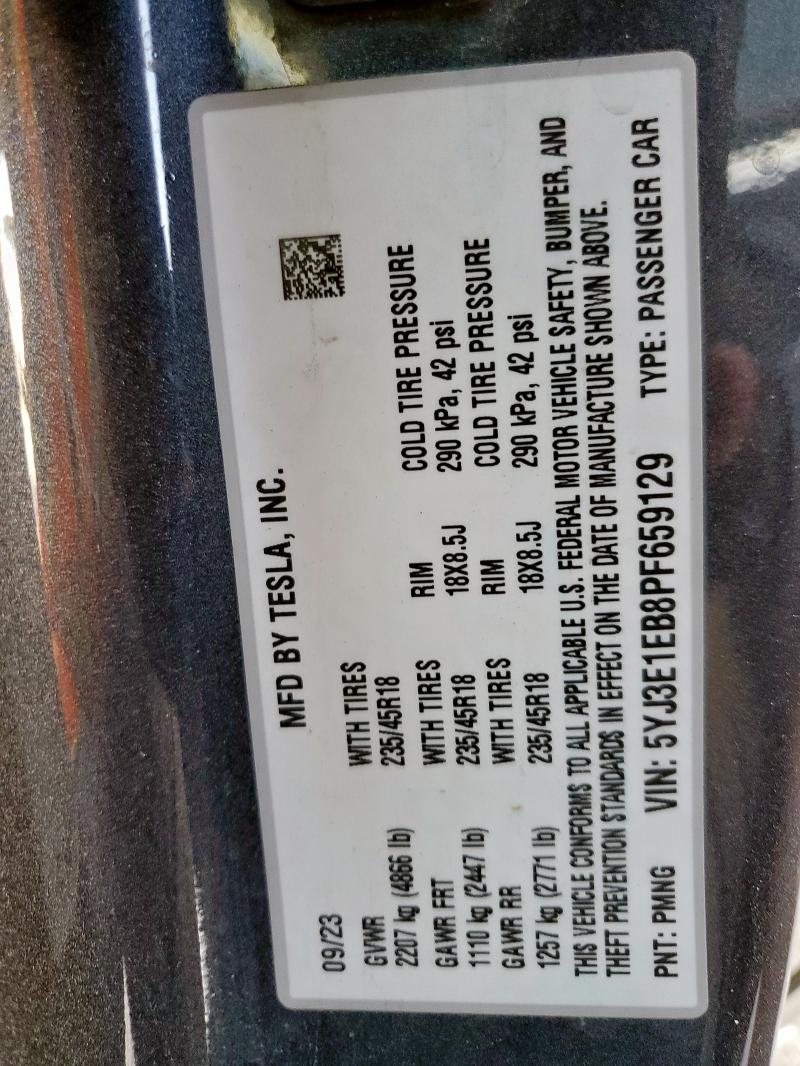 MFD BY TESLA, INC.
09/23
GVWR WITH TIRES
2207 kg (4866 lb) 235/45R18
GAWR FRT WITH TIRES RIM COLD TIRE PRESSURE
1110 kg (2447 lb) 235/45R18 18X8.5J 290 kPa, 42 psi
GAWR RR WITH TIRES RIM COLD TIRE PRESSURE
1257 kg (2771 lb) 235/45R18 18X8.5J 290 kPa, 42 psi
THIS VEHICLE CONFORMS TO ALL APPLICABLE U.S. FEDERAL MOTOR VEHICLE SAFETY, BUMPER, AND
THEFT PREVENTION STANDARDS IN EFFECT ON THE DATE OF MANUFACTURE SHOWN ABOVE.
PNT: PMNG VIN: 5YJ3E1EB8PF659129 TYPE: PASSENGER CAR